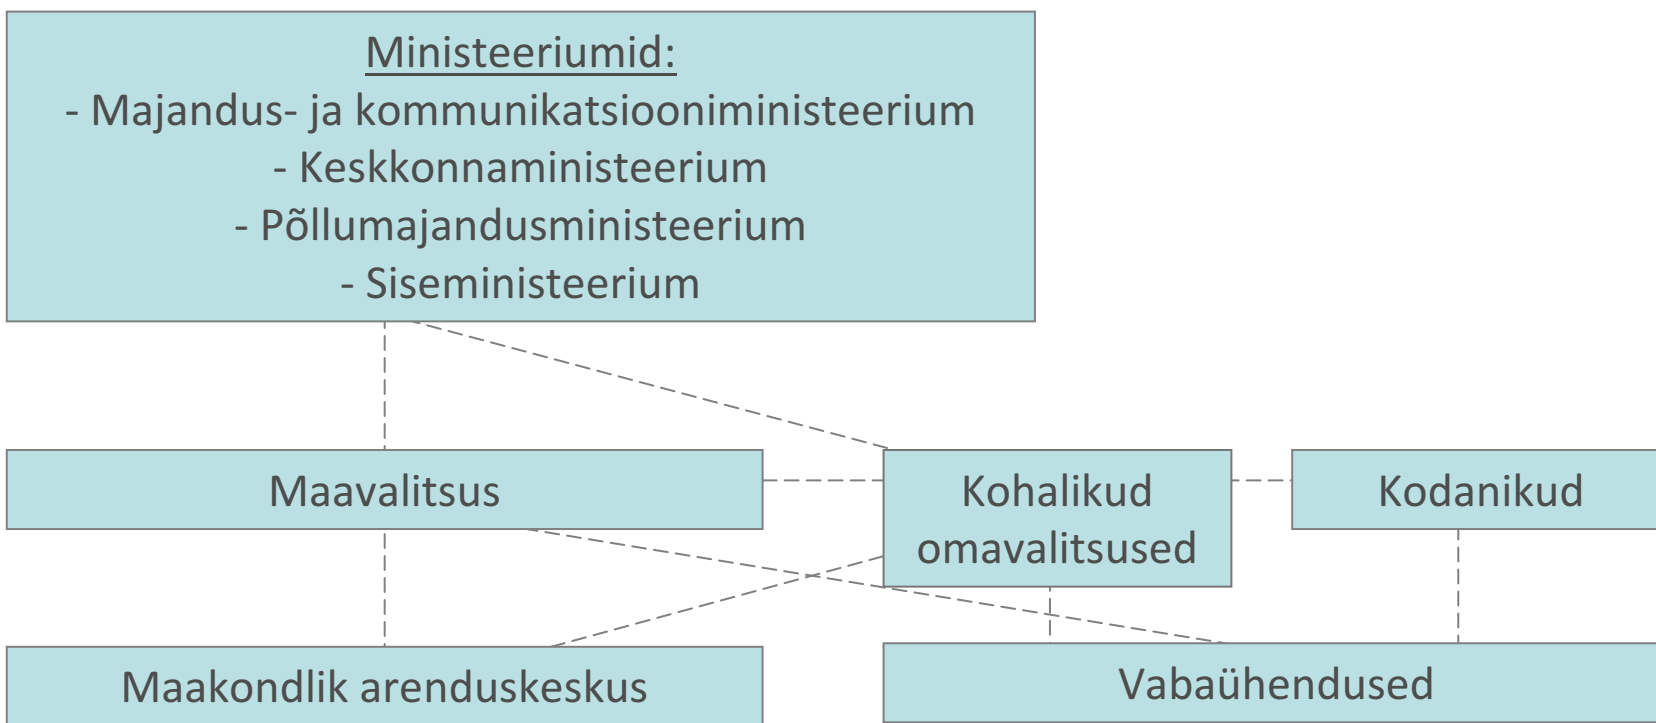 Ministeeriumid:
- Majandus- ja kommunikatsiooniministeerium
- Keskkonnaministeerium
- Põllumajandusministeerium
- Siseministeerium
Maavalitsus
Kohalikud
omavalitsused
Kodanikud
Maakondlik arenduskeskus
Vabaühendused